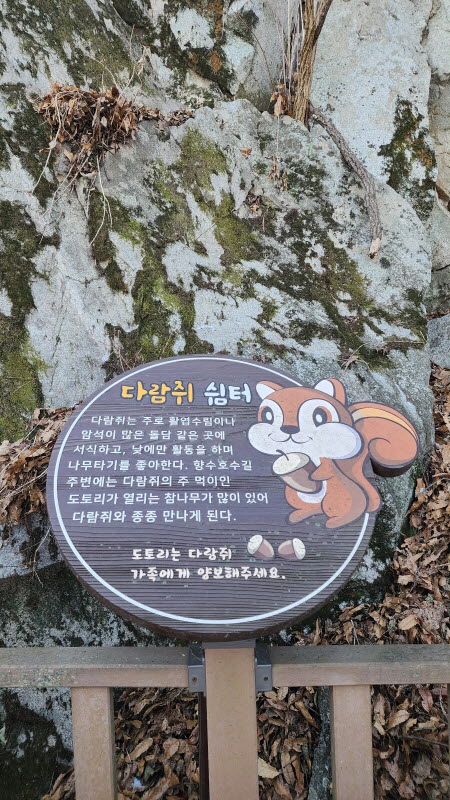 다람쥐 쉼터
다람쥐는 주로 활엽수림이나
암석이 많은 돌담 같은 곳에
서식하고, 낮에만 활동을 하며
나무타기를 좋아한다. 향수호수길
주변에는 다람쥐의 주 먹이인
도토리가 열리는 참나무가 많이 있어
다람쥐와 종종 만나게 된다.
도토리는 다람쥐
가족에게 양보해주세요.